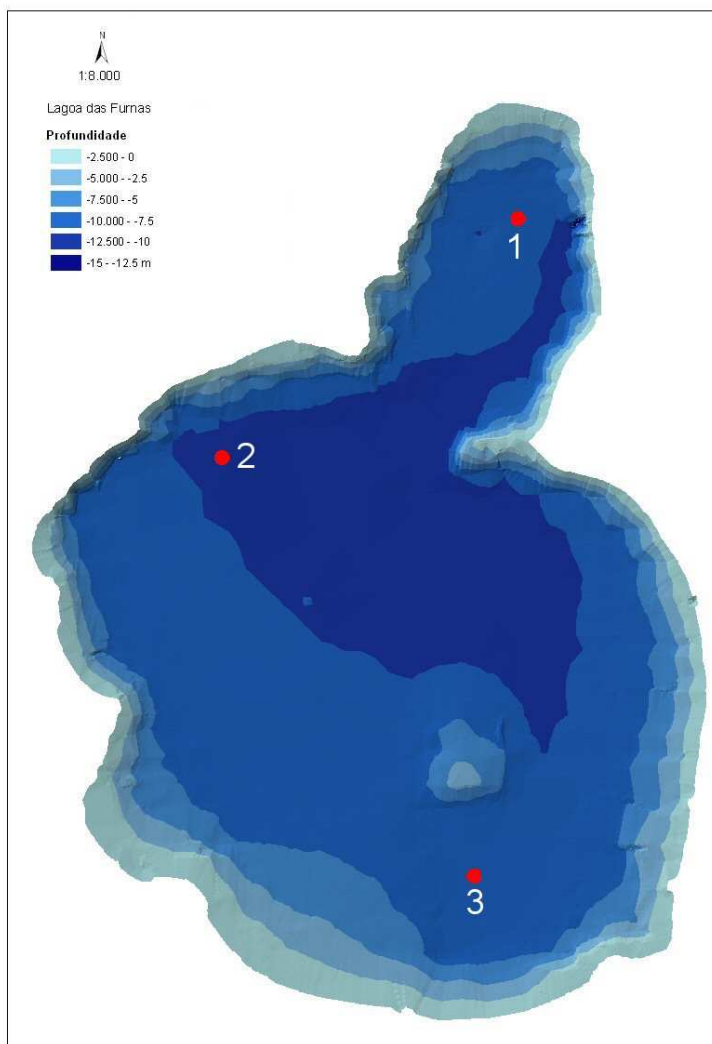 N
1:8.000
Lagoa das Furnas
Profundidade
-2.500 - 0
-5.000 - -2.5
-7.500 - -5
-10.000 - -7.5
-12.500 - -10
-15 - -12.5 m
1
2
3